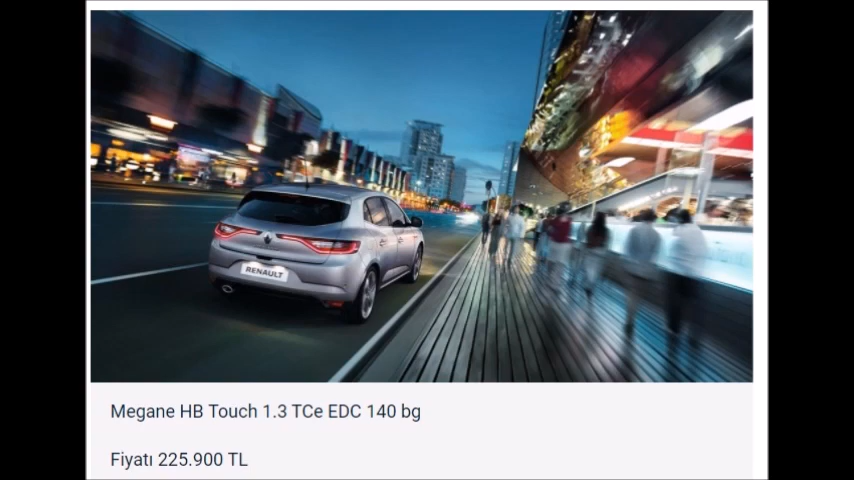 RENAULT
Megane HB Touch 1.3 TCe EDC 140 bg
Fiyatı 225.900 TL